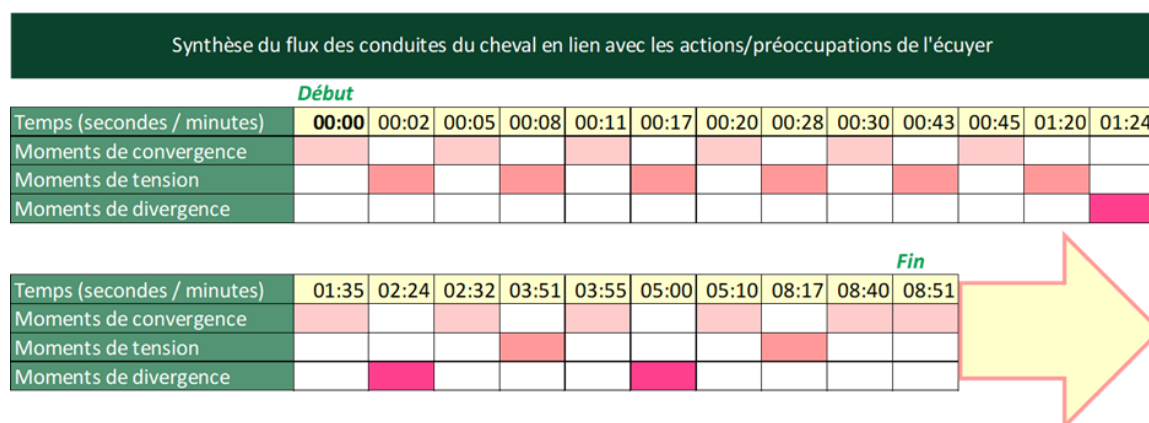 Synthèse du flux des conduites du cheval en lien avec les actions/préoccupations de l'écuyer
Début
Temps (secondes / minutes) 00:00 00:02 00:05 00:08 00:11 00:17 00:20 00:28 00:30 00:43 00:45 01:20 01:24
Moments de convergence
Moments de tension
Moments de divergence
Fin
Temps (secondes / minutes) 01:35 02:24 02:32 03:51 03:55 05:00 05:10 08:17 08:40 08:51
Moments de convergence
Moments de tension
Moments de divergence